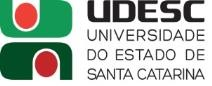 UDESC
UNIVERSIDADE
DO ESTADO DE
SANTA CATARINA